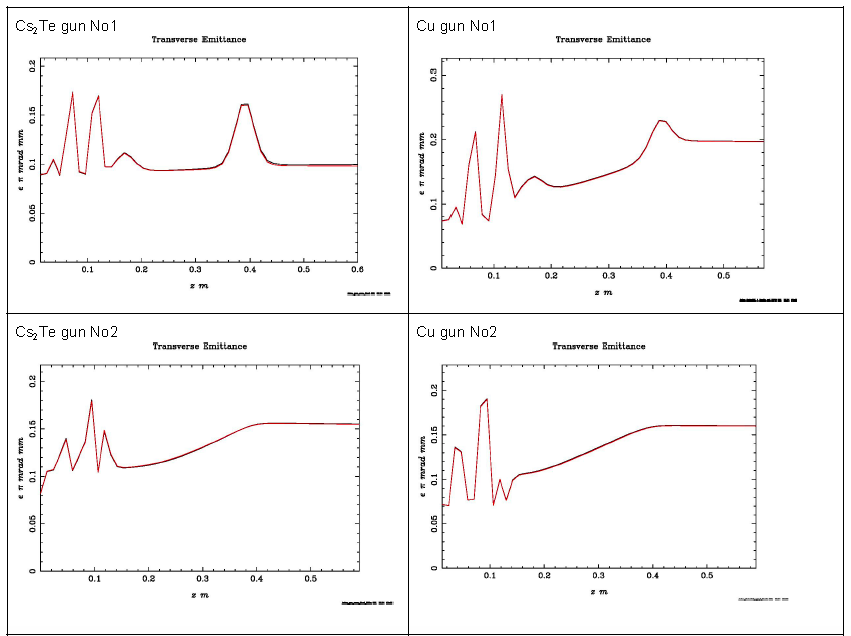 Cs₂Te gun No1
Transverse Emittance
0.2
0.15
0.1
0.05
0
ε π mrad mm
0.1 0.2 0.3 0.4 0.5 0.6
z m
Cu gun No1
Transverse Emittance
0.3
0.2
0.1
0
ε π mrad mm
0.1 0.2 0.3 0.4 0.5
z m
Cs₂Te gun No2
Transverse Emittance
0.2
0.15
0.1
0.05
0
ε π mrad mm
0.1 0.2 0.3 0.4 0.5
z m
Cu gun No2
Transverse Emittance
0.2
0.15
0.1
0.05
0
ε π mrad mm
0.1 0.2 0.3 0.4 0.5
z m